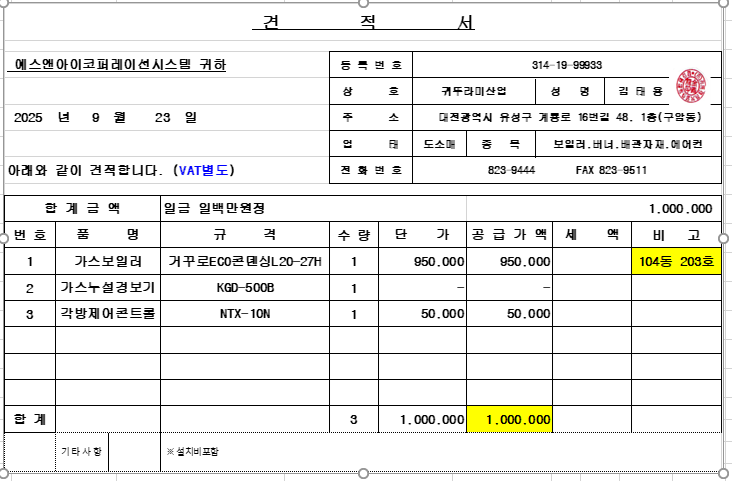 견 적 서
에스앤아이코퍼레이션시스템 귀하
등 록 번 호 314-19-99933
상 호 귀뚜라미산업 성 명 김 태 용
2025 년 9 월 23 일
주 소 대전광역시 유성구 계룡로 16번길 48. 1층(구암동)
업 태 도소매 종 목 보일러.버너.배관자재.에어컨
아래와 같이 견적합니다. (VAT별도)
전 화 번 호 823-9444 FAX 823-9511
합 계 금 액 일금 일백만원정 1.000.000
번 호 품 명 규 격 수 량 단 가 공 급 가 액 세 액 비 고
1 가스보일러 거꾸로ECO콘덴싱L20-27H 1 950.000 950.000 104동 203호
2 가스누설경보기 KGD-500B 1 - -
3 각방제어콘트롤 NTX-10N 1 50.000 50.000
합 계 3 1.000.000 1.000.000
기타사항 ※설치비포함